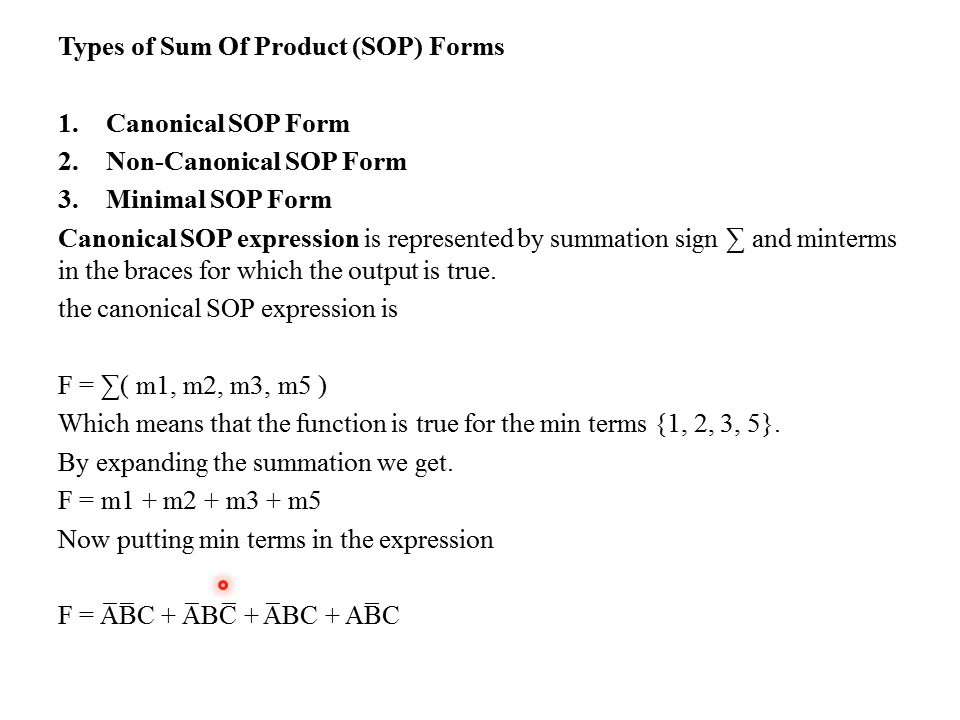 Types of Sum Of Product (SOP) Forms
1. Canonical SOP Form
2. Non-Canonical SOP Form
3. Minimal SOP Form
Canonical SOP expression is represented by summation sign ∑ and minterms
in the braces for which the output is true.
the canonical SOP expression is
F = ∑( m1, m2, m3, m5 )
Which means that the function is true for the min terms {1, 2, 3, 5}.
By expanding the summation we get.
F = m1 + m2 + m3 + m5
Now putting min terms in the expression
F = A̅B̅C + A̅BC̅ + A̅BC + AB̅C